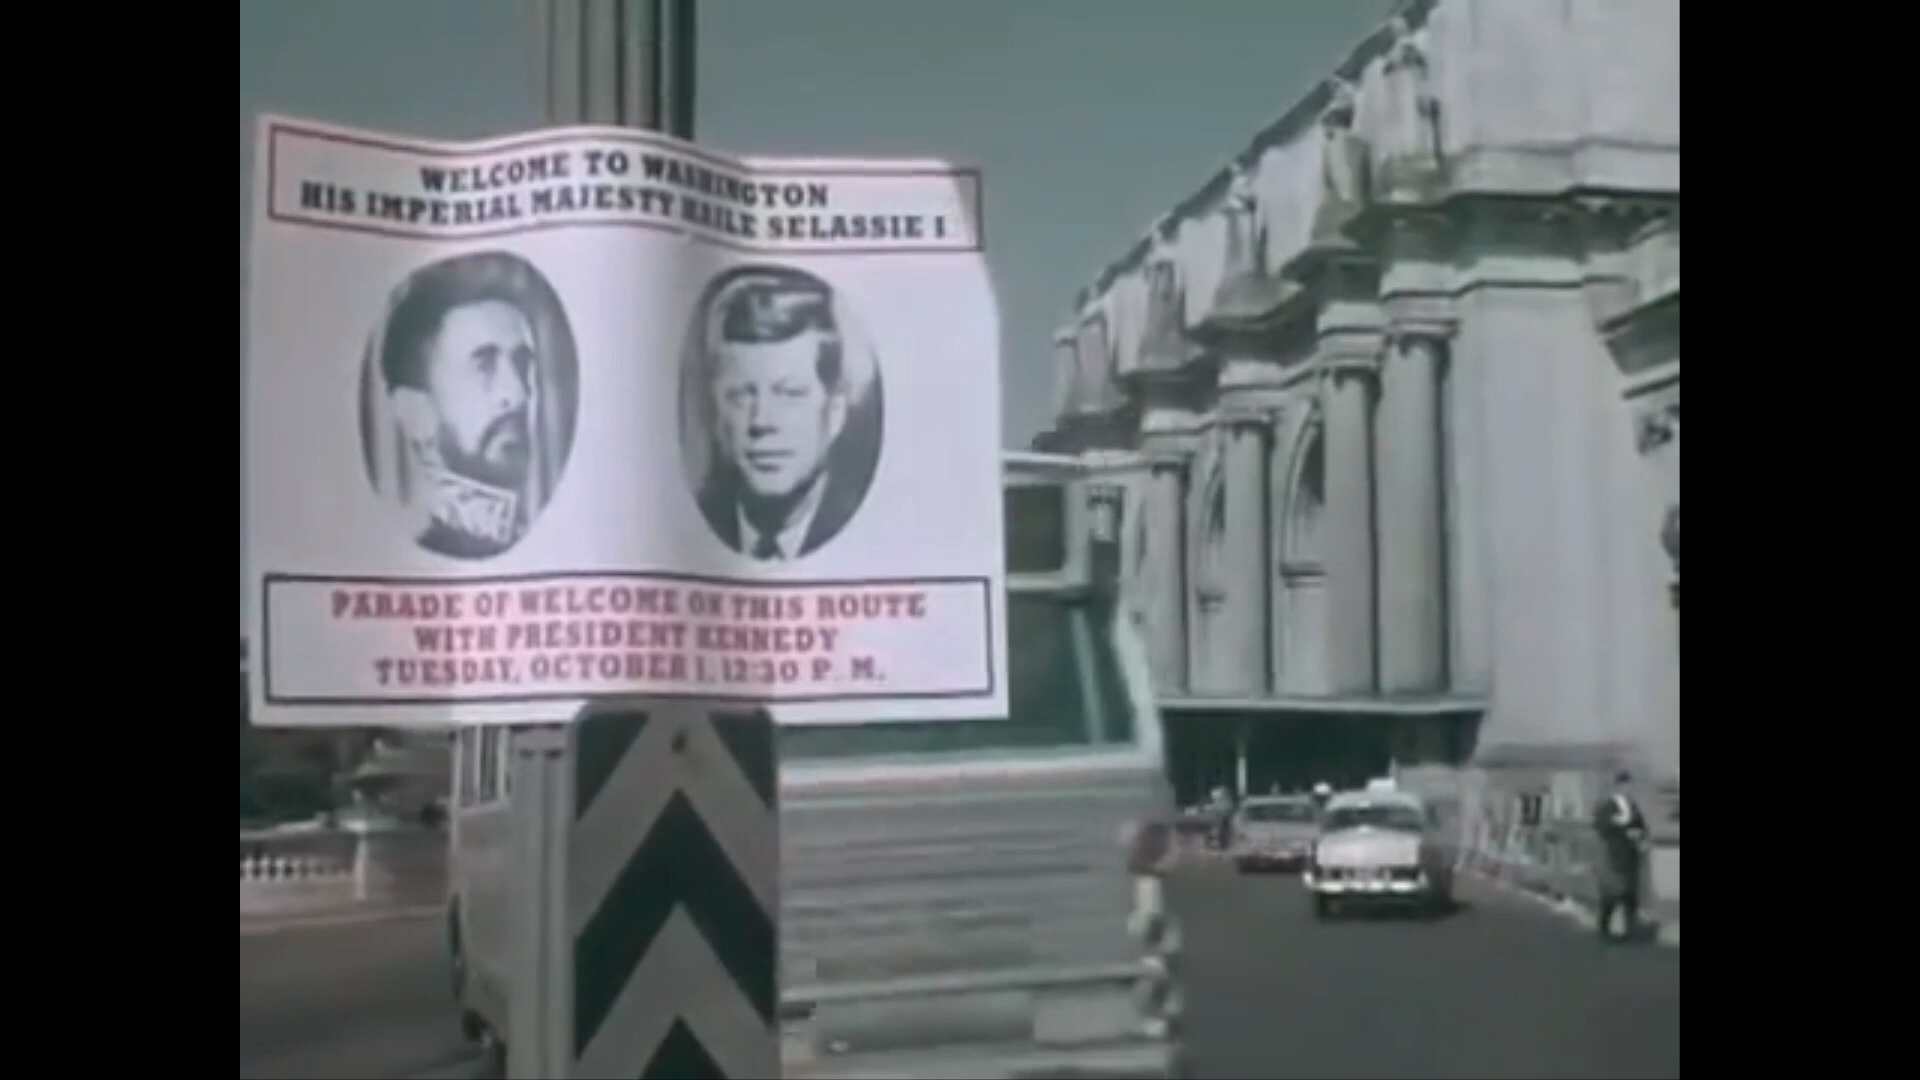 WELCOME TO WASHINGTON
HIS IMPERIAL MAJESTY HAILE SELASSIE I
PARADE OF WELCOME ON THIS ROUTE
WITH PRESIDENT KENNEDY
TUESDAY, OCTOBER 1, 12:30 P. M.